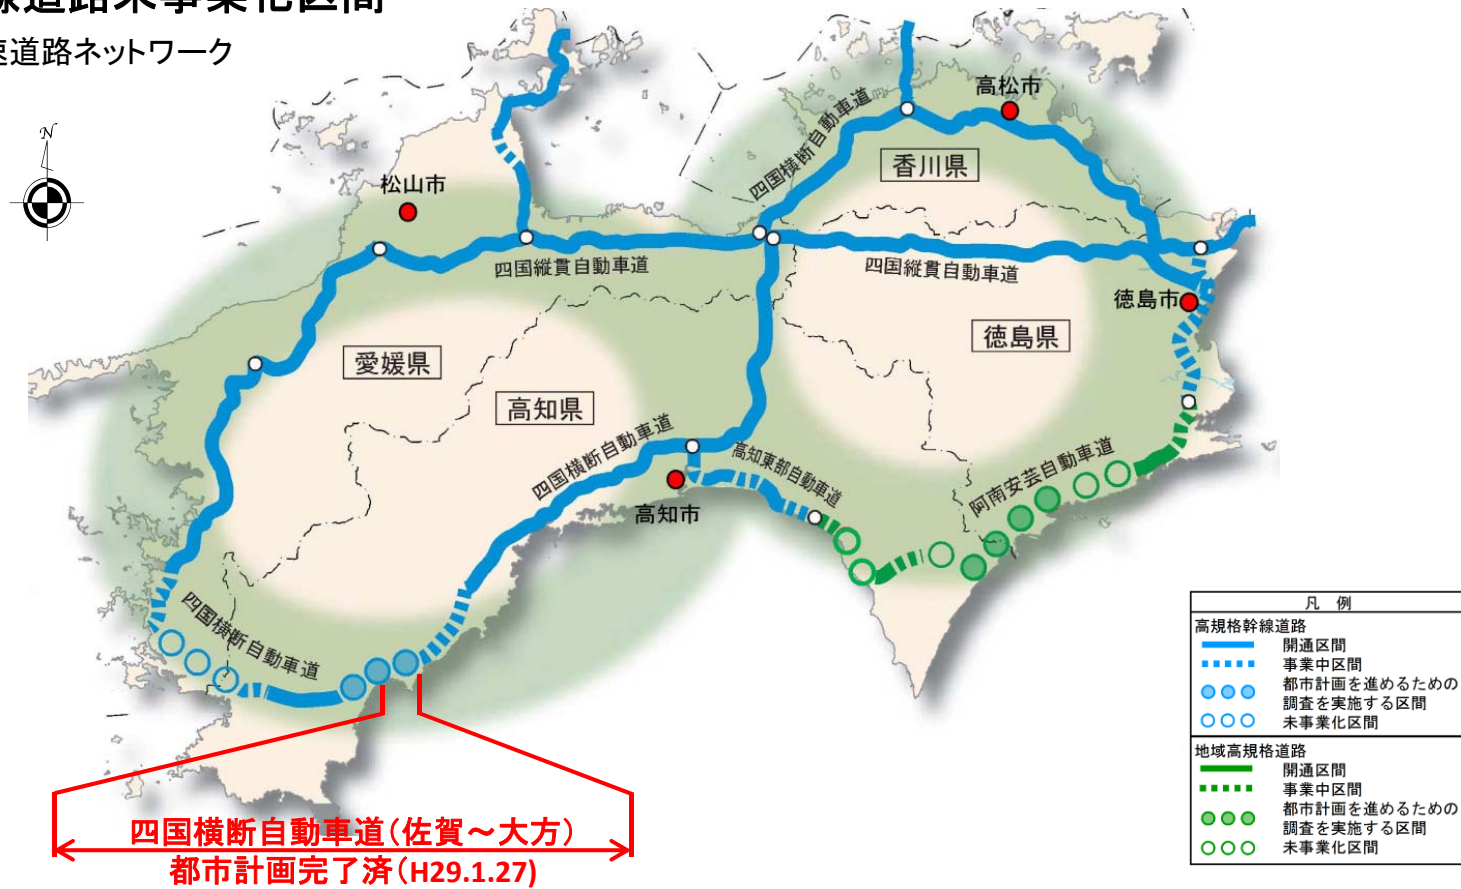 線道路未事業化区間
速道路ネットワーク
N
高松市
四国横断自動車道
香川県
松山市
四国縦貫自動車道
四国縦貫自動車道
徳島市
徳島県
愛媛県
高知県
四国横断自動車道
高知東部自動車道
阿南安芸自動車道
高知市
四国横断自動車道
凡 例
高規格幹線道路
開通区間
事業中区間
都市計画を進めるための
調査を実施する区間
未事業化区間
地域高規格道路
開通区間
事業中区間
都市計画を進めるための
調査を実施する区間
未事業化区間
四国横断自動車道(佐賀～大方)
都市計画完了済(H29.1.27)